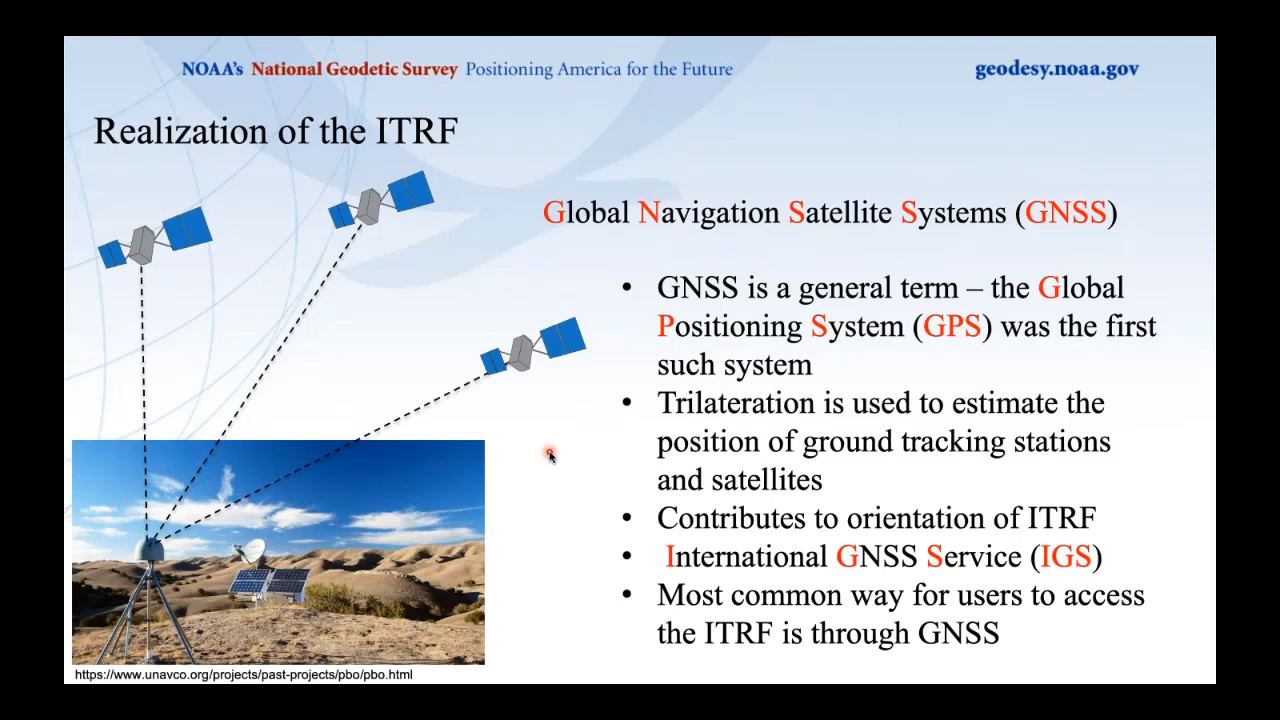 NOAA's National Geodetic Survey Positioning America for the Future
geodesy.noaa.gov
Realization of the ITRF
Global Navigation Satellite Systems (GNSS)
• GNSS is a general term – the Global
Positioning System (GPS) was the first
such system
• Trilateration is used to estimate the
position of ground tracking stations
and satellites
• Contributes to orientation of ITRF
• International GNSS Service (IGS)
• Most common way for users to access
the ITRF is through GNSS
https://www.unavco.org/projects/past-projects/pbo/pbo.html